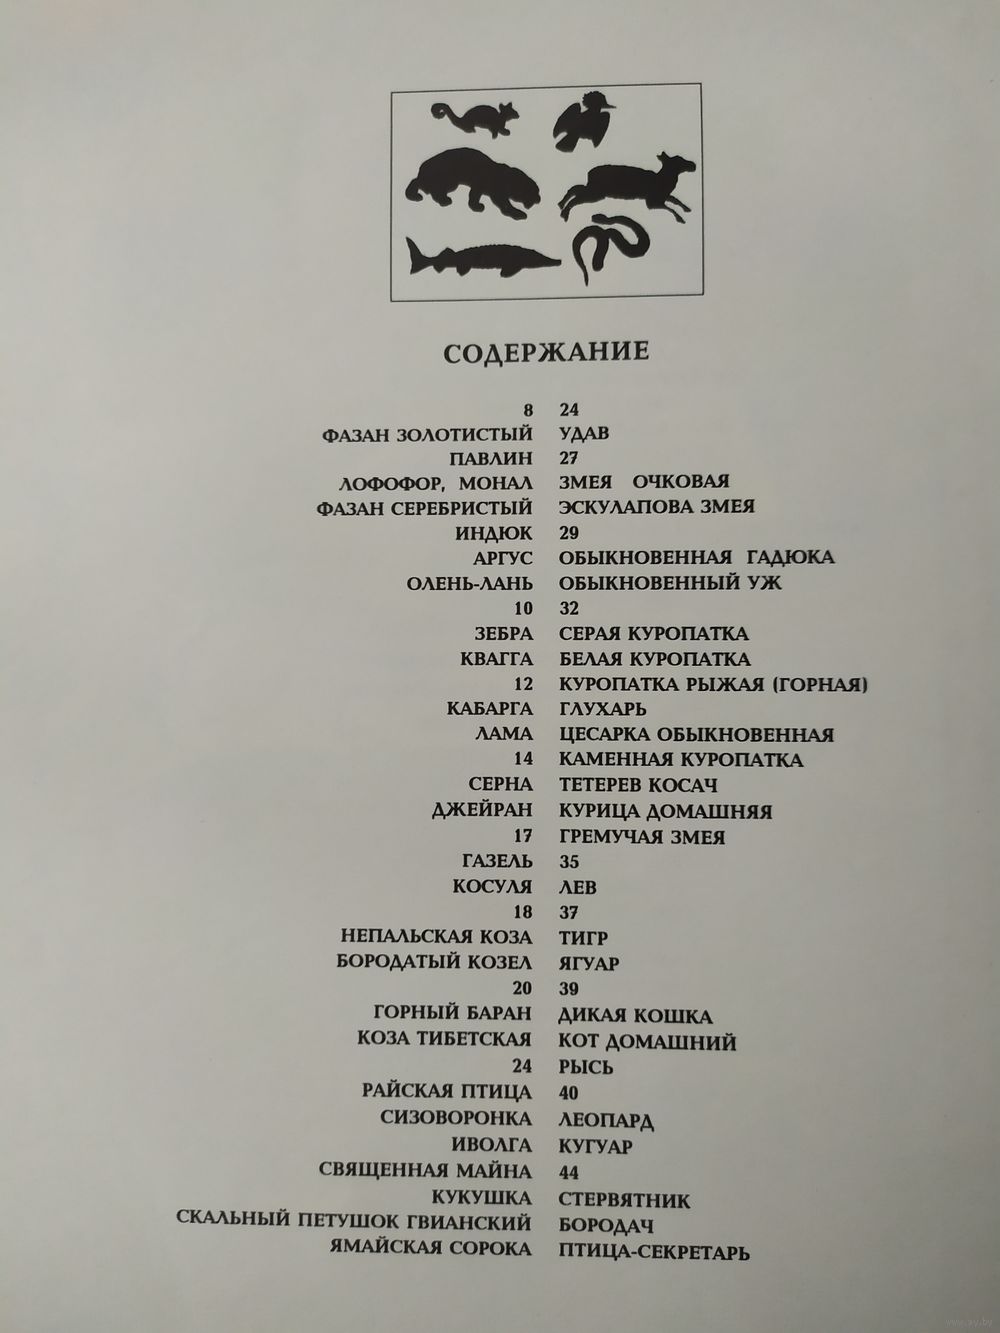 СОДЕРЖАНИЕ
8
ФАЗАН ЗОЛОТИСТЫЙ
ПАВЛИН
ЛОФОФОР, МОНАЛ
ФАЗАН СЕРЕБРИСТЫЙ
ИНДЮК
АРГУС
ОЛЕНЬ-ЛАНЬ
10
ЗЕБРА
КВАГГА
12
КАБАРГА
ЛАМА
14
СЕРНА
ДЖЕЙРАН
17
ГАЗЕЛЬ
КОСУЛЯ
18
НЕПАЛЬСКАЯ КОЗА
БОРОДАТЫЙ КОЗЕЛ
20
ГОРНЫЙ БАРАН
КОЗА ТИБЕТСКАЯ
24
РАЙСКАЯ ПТИЦА
СИЗОВОРОНКА
ИВОЛГА
СВЯЩЕННАЯ МАЙНА
КУКУШКА
СКАЛЬНЫЙ ПЕТУШОК ГВИАНСКИЙ
ЯМАЙСКАЯ СОРОКА
24
УДАВ
27
ЗМЕЯ ОЧКОВАЯ
ЭСКУЛАПОВА ЗМЕЯ
29
ОБЫКНОВЕННАЯ ГАДЮКА
ОБЫКНОВЕННЫЙ УЖ
32
СЕРАЯ КУРОПАТКА
БЕЛАЯ КУРОПАТКА
КУРОПАТКА РЫЖАЯ (ГОРНАЯ)
ГЛУХАРЬ
ЦЕСАРКА ОБЫКНОВЕННАЯ
КАМЕННАЯ КУРОПАТКА
ТЕТЕРЕВ КОСАЧ
КУРИЦА ДОМАШНЯЯ
ГРЕМУЧАЯ ЗМЕЯ
35
ЛЕВ
37
ТИГР
ЯГУАР
39
ДИКАЯ КОШКА
КОТ ДОМАШНИЙ
РЫСЬ
40
ЛЕОПАРД
КУГУАР
44
СТЕРВЯТНИК
БОРОДАЧ
ПТИЦА-СЕКРЕТАРЬ
www.ay.by